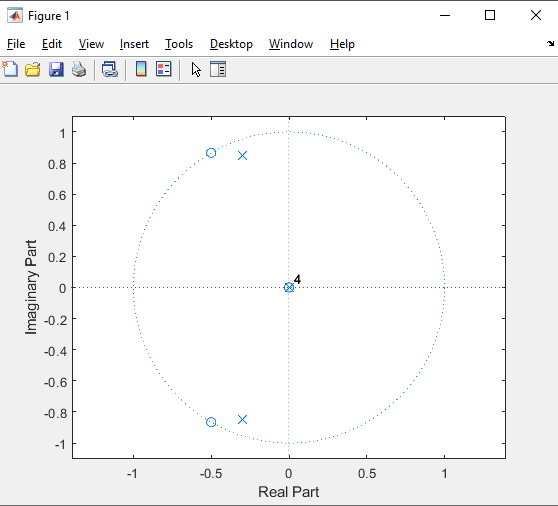 Figure 1
File Edit View Insert Tools Desktop Window Help
1
0.8
0.6
0.4
0.2
0
-0.2
-0.4
-0.6
-0.8
-1
Imaginary Part
4
-1 -0.5 0 0.5 1
Real Part